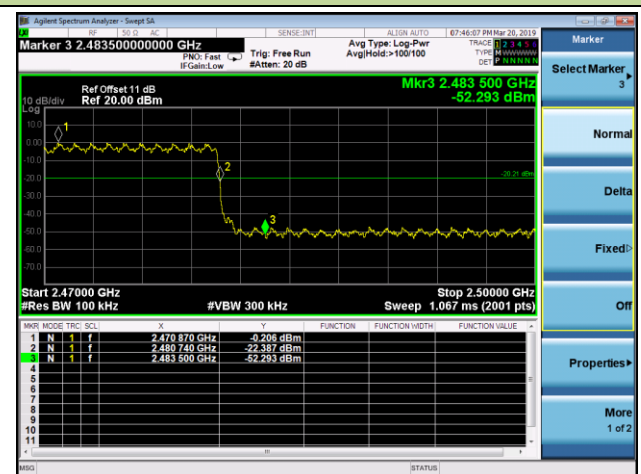 Agilent Spectrum Analyzer - Swept SA
RF 50 Ω AC SENSE:INT ALIGN AUTO 07:46:07 PM Mar 20, 2019
Marker 3 2.483500000000 GHz
PNO: Fast
IFGain:Low
Trig: Free Run
#Atten: 20 dB
Avg Type: Log-Pwr
Avg|Hold:>100/100
TRACE 1 2 3 4 5 6
TYPE M WWWWW
DET P N N N N N
Ref Offset 11 dB
10 dB/div Ref 20.00 dBm
Log
Mkr3 2.483 500 GHz
-52.293 dBm
10.0
0.00
-10.0
-20.0
-30.0
-40.0
-50.0
-60.0
-70.0
1
2
3
-20.21 dBm
Start 2.47000 GHz Stop 2.50000 GHz
#Res BW 100 kHz #VBW 300 kHz Sweep 1.067 ms (2001 pts)
MKR MODE TRC SCL X Y FUNCTION FUNCTION WIDTH FUNCTION VALUE
1 N 1 f 2.470 870 GHz -0.206 dBm
2 N 1 f 2.480 740 GHz -22.387 dBm
3 N 1 f 2.483 500 GHz -52.293 dBm
4
5
6
7
8
9
10
11
MSG STATUS
Marker
Select Marker
3
Normal
Delta
Fixed
Off
Properties
More
1 of 2